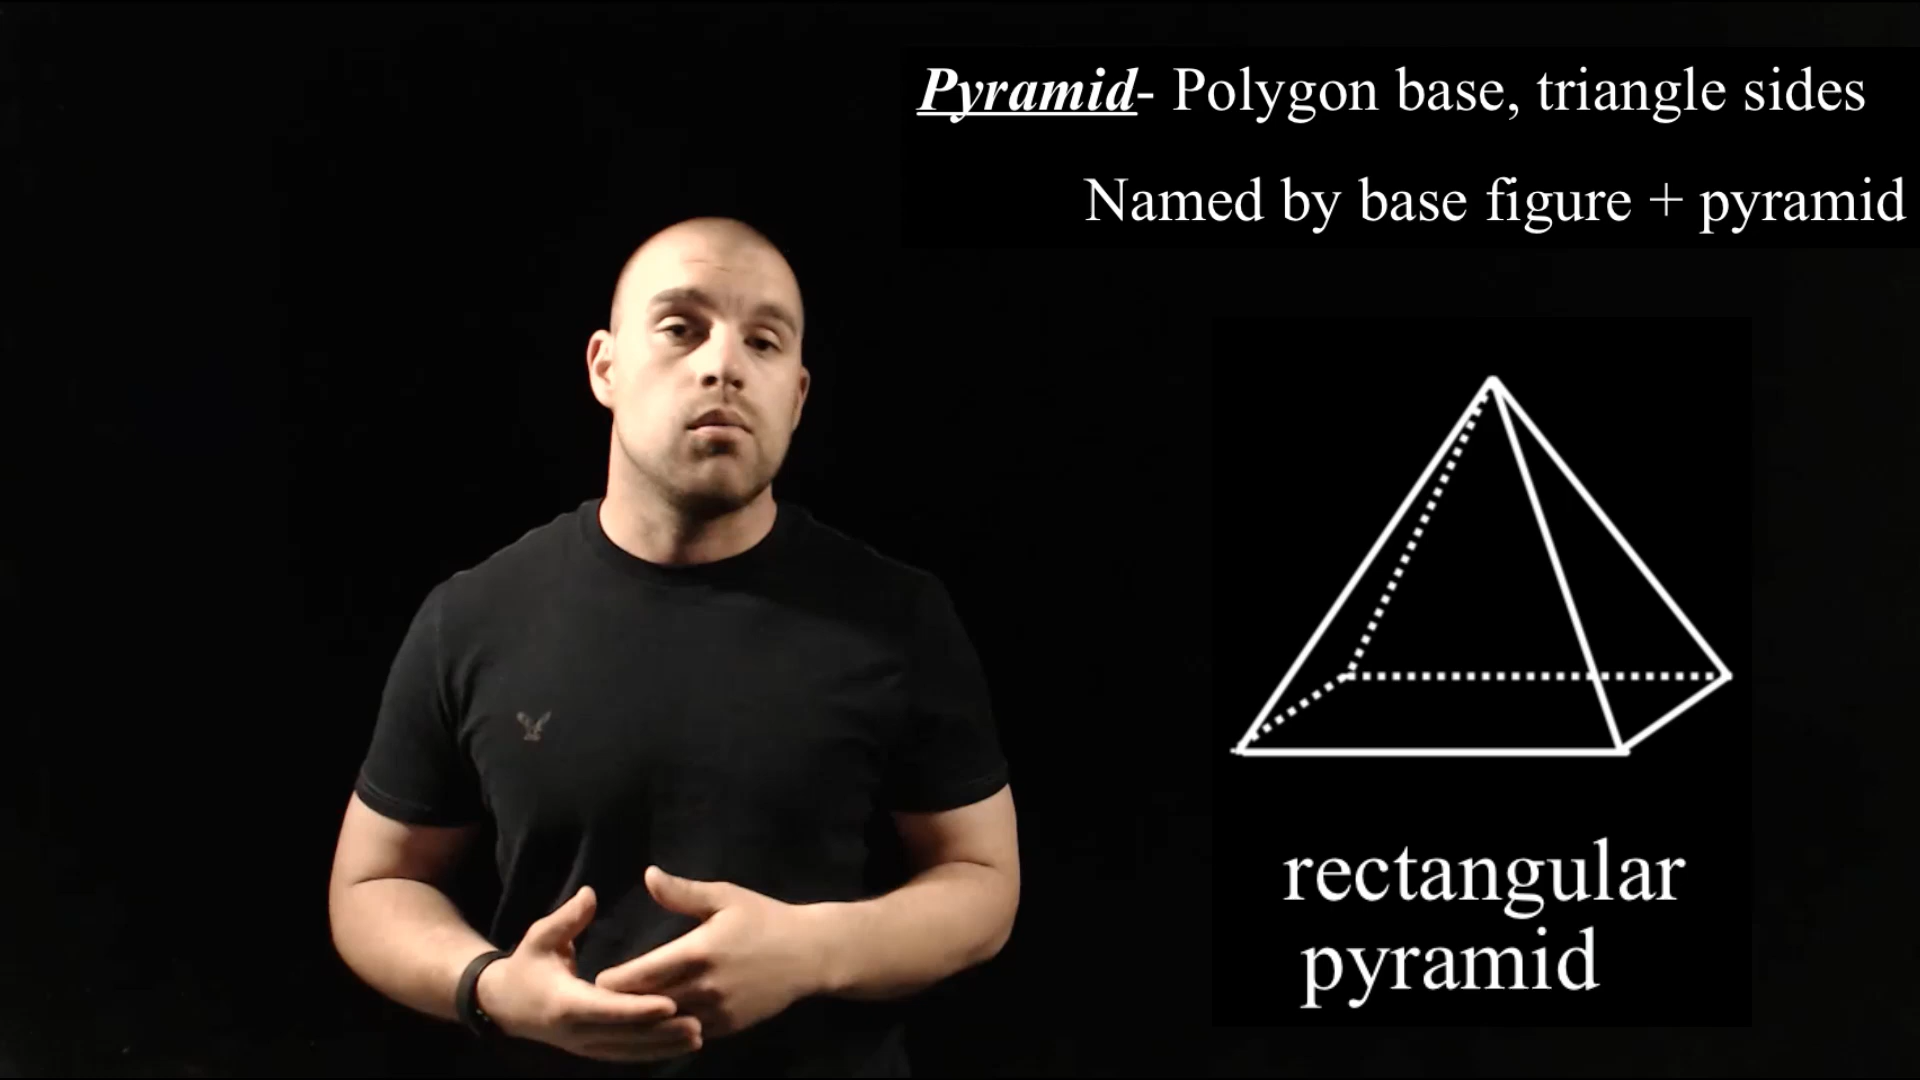 Pyramid- Polygon base, triangle sides
Named by base figure + pyramid
rectangular
pyramid